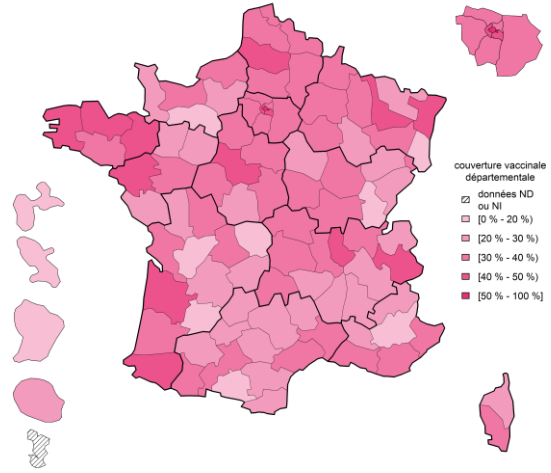 couverture vaccinale
départementale
données ND
ou NI
[0 % - 20 %)
[20 % - 30 %)
[30 % - 40 %)
[40 % - 50 %)
[50 % - 100 %]